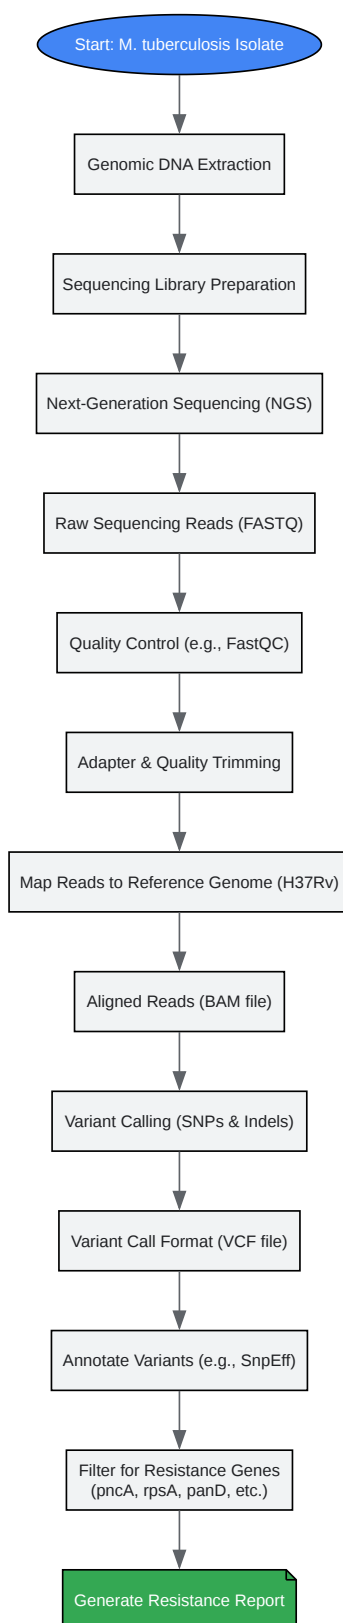 Start: M. tuberculosis Isolate
Genomic DNA Extraction
Sequencing Library Preparation
Next-Generation Sequencing (NGS)
Raw Sequencing Reads (FASTQ)
Quality Control (e.g., FastQC)
Adapter & Quality Trimming
Map Reads to Reference Genome (H37Rv)
Aligned Reads (BAM file)
Variant Calling (SNPs & Indels)
Variant Call Format (VCF file)
Annotate Variants (e.g., SnpEff)
Filter for Resistance Genes
(pncA, rpsA, panD, etc.)
Generate Resistance Report